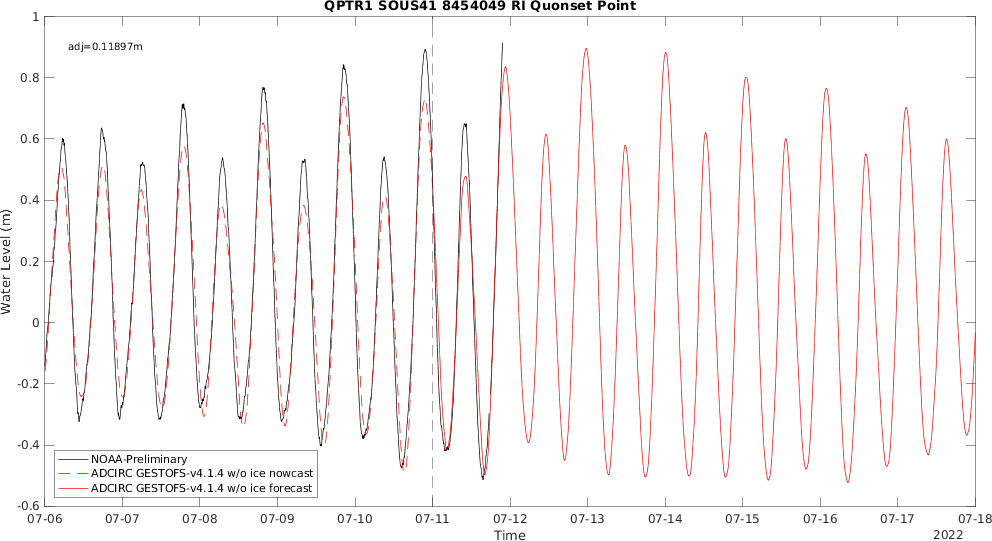 QPTR1 SOUS41 8454049 RI Quonset Point
adj=0.11897m
Water Level (m)
1
0.8
0.6
0.4
0.2
0
-0.2
-0.4
-0.6
NOAA-Preliminary
ADCIRC GESTOFS-v4.1.4 w/o ice nowcast
ADCIRC GESTOFS-v4.1.4 w/o ice forecast
07-06 07-07 07-08 07-09 07-10 07-11 07-12 07-13 07-14 07-15 07-16 07-17 07-18
Time
2022